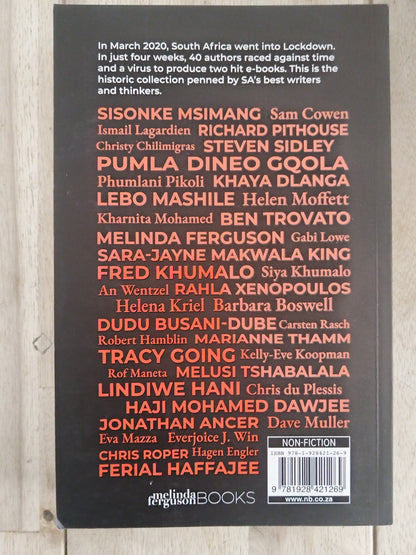 In March 2020, South Africa went into Lockdown.
In just four weeks, 40 authors raced against time
and a virus to produce two hit e-books. This is the
historic collection penned by SA's best writers
and thinkers.
SISONKE MSIMANG Sam Cowen
Ismail Lagardien RICHARD PITHOUSE
Christy Chilimigras STEVEN SIDLEY
PUMLA DINEO GQOLA
Phumlani Pikoli KHAYA DLANGA
LEBO MASHILE Helen Moffett
Kharnita Mohamed BEN TROVATO
MELINDA FERGUSON Gabi Lowe
SARA-JAYNE MAKWALA KING
FRED KHUMALO Siya Khumalo
An Wentzel RAHLA XENOPOULOS
Helena Kriel Barbara Boswell
DUDU BUSANI-DUBE Carsten Rasch
Robert Hamblin MARIANNE THAMM
TRACY GOING Kelly-Eve Koopman
Rof Maneta MELUSI TSHABALALA
LINDIWE HANI Chris du Plessis
HAJI MOHAMED DAWJEE
JONATHAN ANCER Dave Muller
Eva Mazza Everjoice J. Win
CHRIS ROPER Hagen Engler
FERIAL HAFFAJEE
NON-FICTION
ISBN 978-1-928421-26-9
9 781928 421269
www.nb.co.za
melinda
ferguson BOOKS